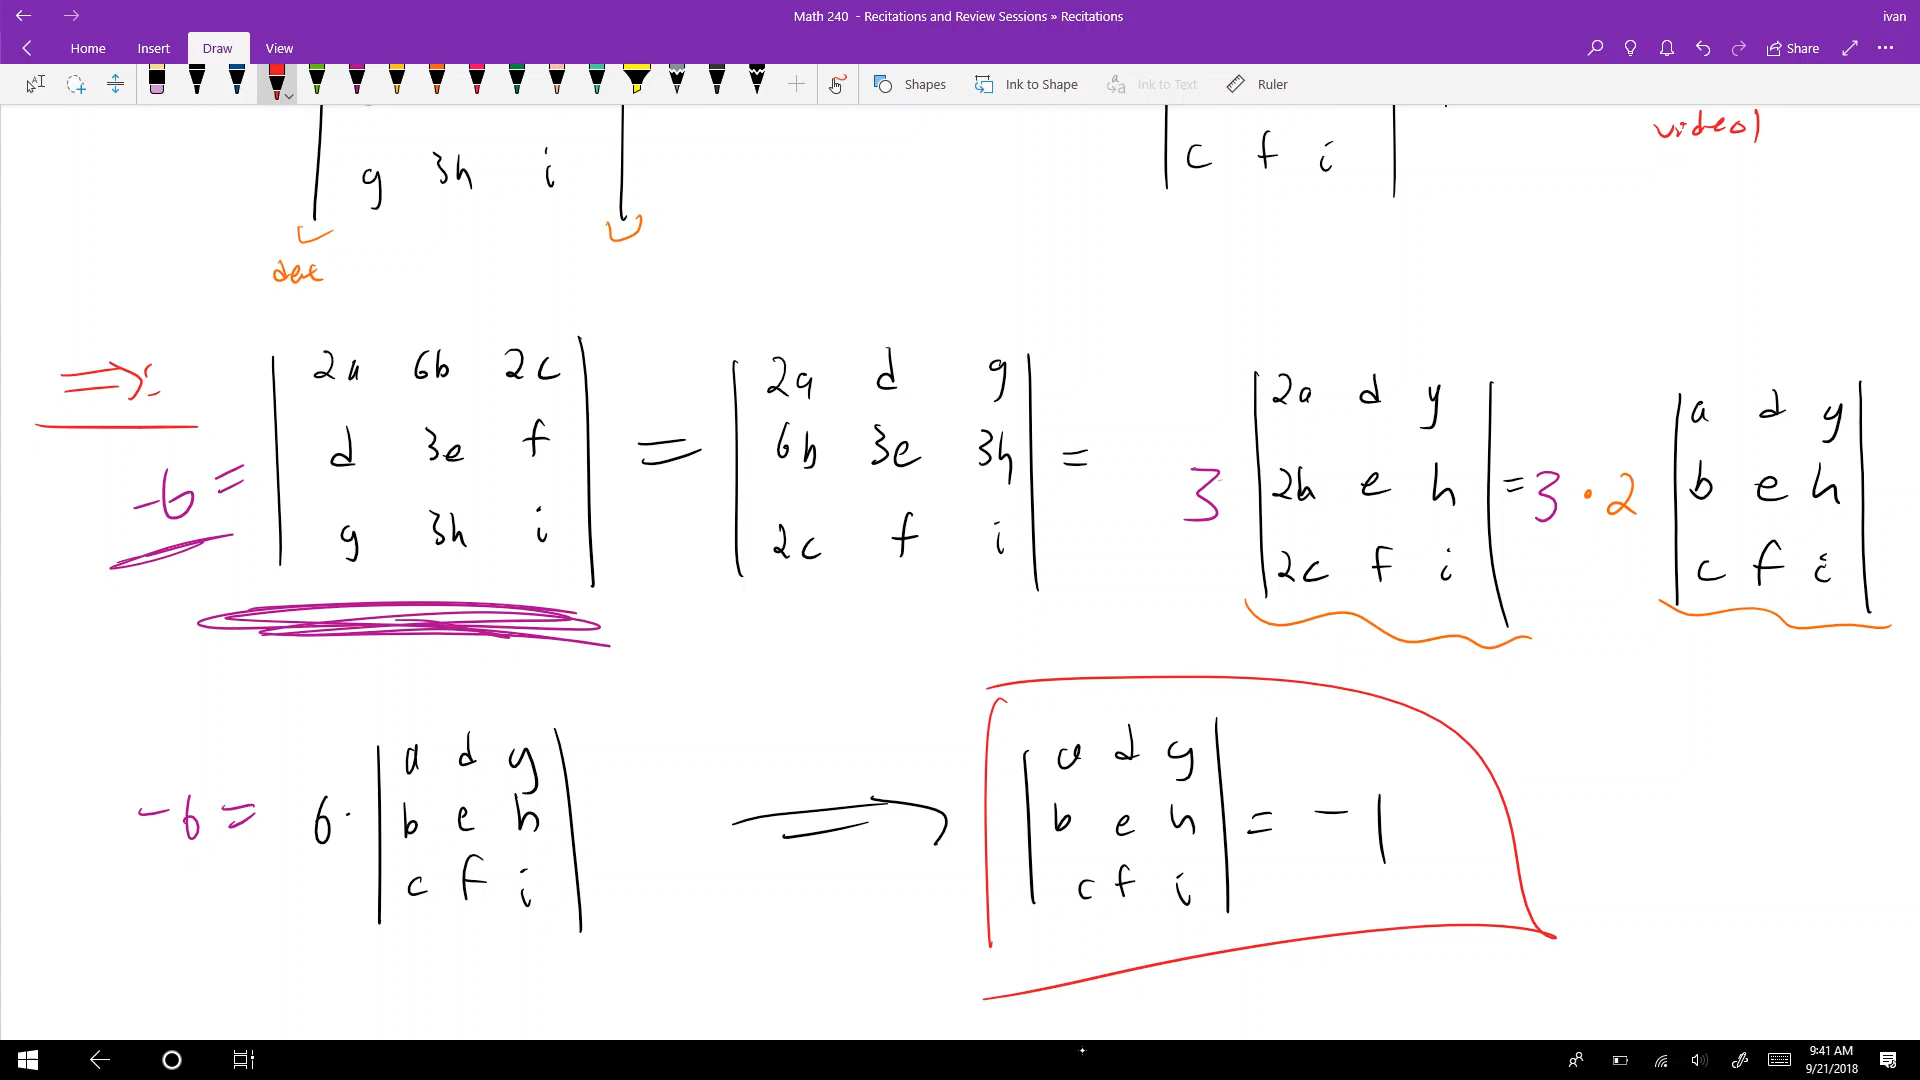 Math 240 - Recitations and Review Sessions » Recitations
ivan
Home Insert Draw View
Share
Shapes Ink to Shape Ink to Text Ruler
video)
g 3h i
c f i
det
⇒:
-6 = | 2a 6b 2c | = | 2a d g | = 3 | 2a d g | = 3 · 2 | a d g |
| d 3e f | | 6b 3e 3h | | 2b e h | | b e h |
| g 3h i | | 2c f i | | 2c f i | | c f i |
-6 = 6 · | a d g | ⇒ | a d g | = -1
| b e h | | b e h |
| c f i | | c f i |
9:41 AM
9/21/2018